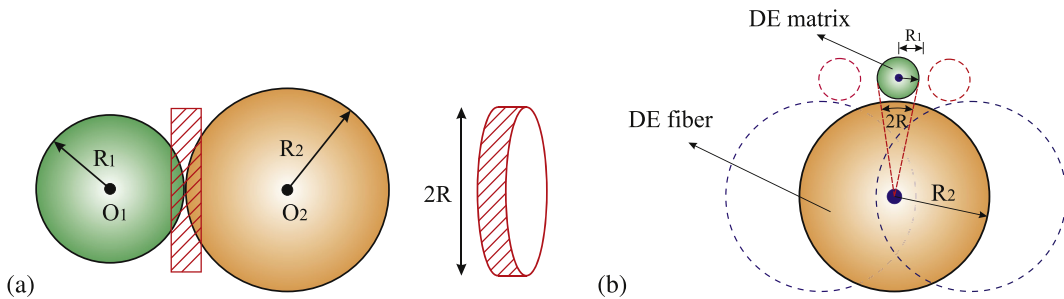 R1
O1
R2
O2
2R
(a)
DE matrix
R1
DE fiber
2R
R2
(b)